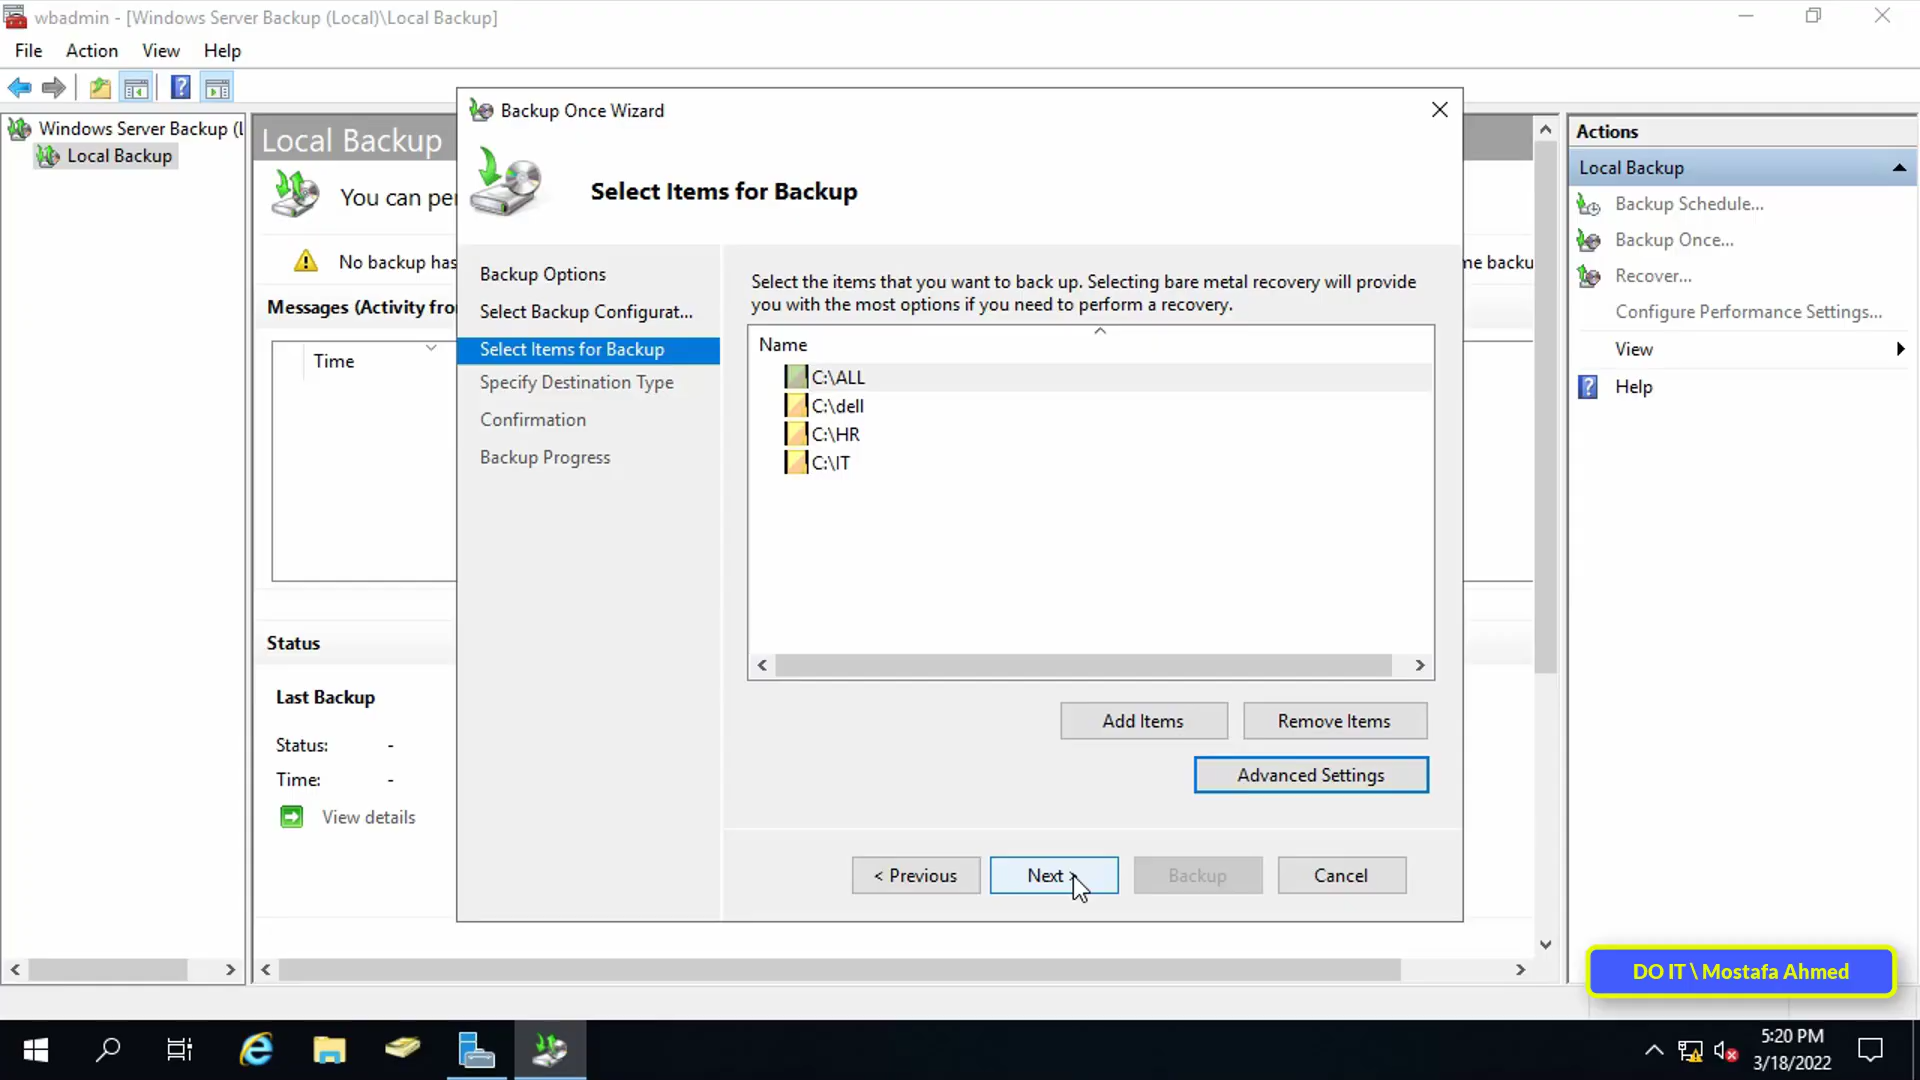 wbadmin - [Windows Server Backup (Local)\Local Backup]
File Action View Help
Windows Server Backup (L
Local Backup
Local Backup
You can per
No backup has
me backu
Messages (Activity fro
Time
Status
Last Backup
Status: -
Time: -
View details
Backup Once Wizard
Select Items for Backup
Backup Options
Select Backup Configurat...
Select Items for Backup
Specify Destination Type
Confirmation
Backup Progress
Select the items that you want to back up. Selecting bare metal recovery will provide
you with the most options if you need to perform a recovery.
Name
C:\ALL
C:\dell
C:\HR
C:\IT
Add Items
Remove Items
Advanced Settings
< Previous
Next >
Backup
Cancel
Actions
Local Backup
Backup Schedule...
Backup Once...
Recover...
Configure Performance Settings...
View
Help
DO IT \ Mostafa Ahmed
5:20 PM
3/18/2022